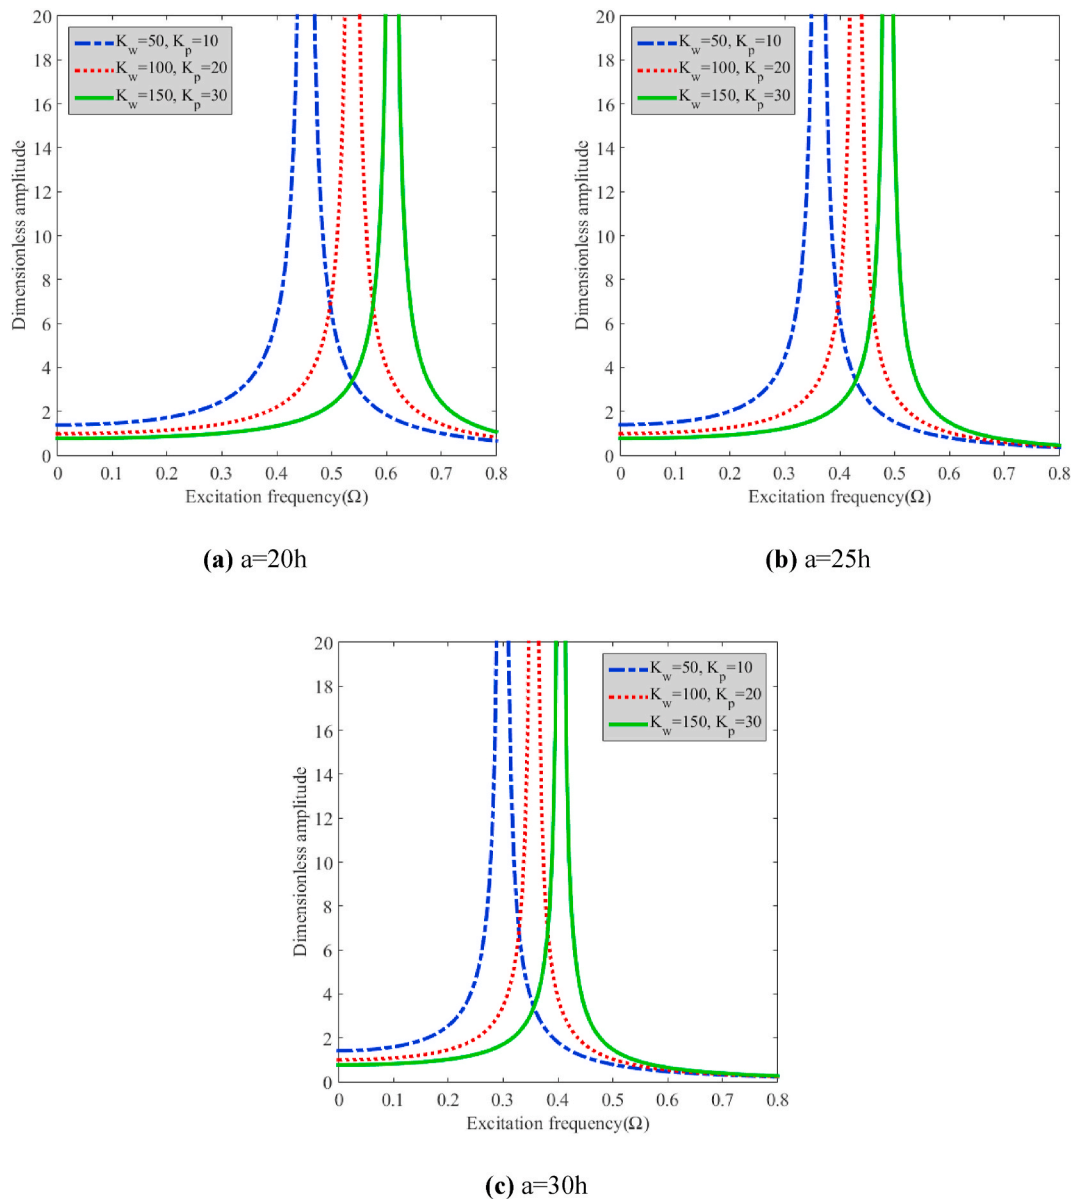 20
18
16
14
12
10
8
6
4
2
0
Dimensionless amplitude
K_w=50, K_p=10
K_w=100, K_p=20
K_w=150, K_p=30
0 0.1 0.2 0.3 0.4 0.5 0.6 0.7 0.8
Excitation frequency(Ω)
(a) a=20h
20
18
16
14
12
10
8
6
4
2
0
Dimensionless amplitude
K_w=50, K_p=10
K_w=100, K_p=20
K_w=150, K_p=30
0 0.1 0.2 0.3 0.4 0.5 0.6 0.7 0.8
Excitation frequency(Ω)
(b) a=25h
20
18
16
14
12
10
8
6
4
2
0
Dimensionless amplitude
K_w=50, K_p=10
K_w=100, K_p=20
K_w=150, K_p=30
0 0.1 0.2 0.3 0.4 0.5 0.6 0.7 0.8
Excitation frequency(Ω)
(c) a=30h